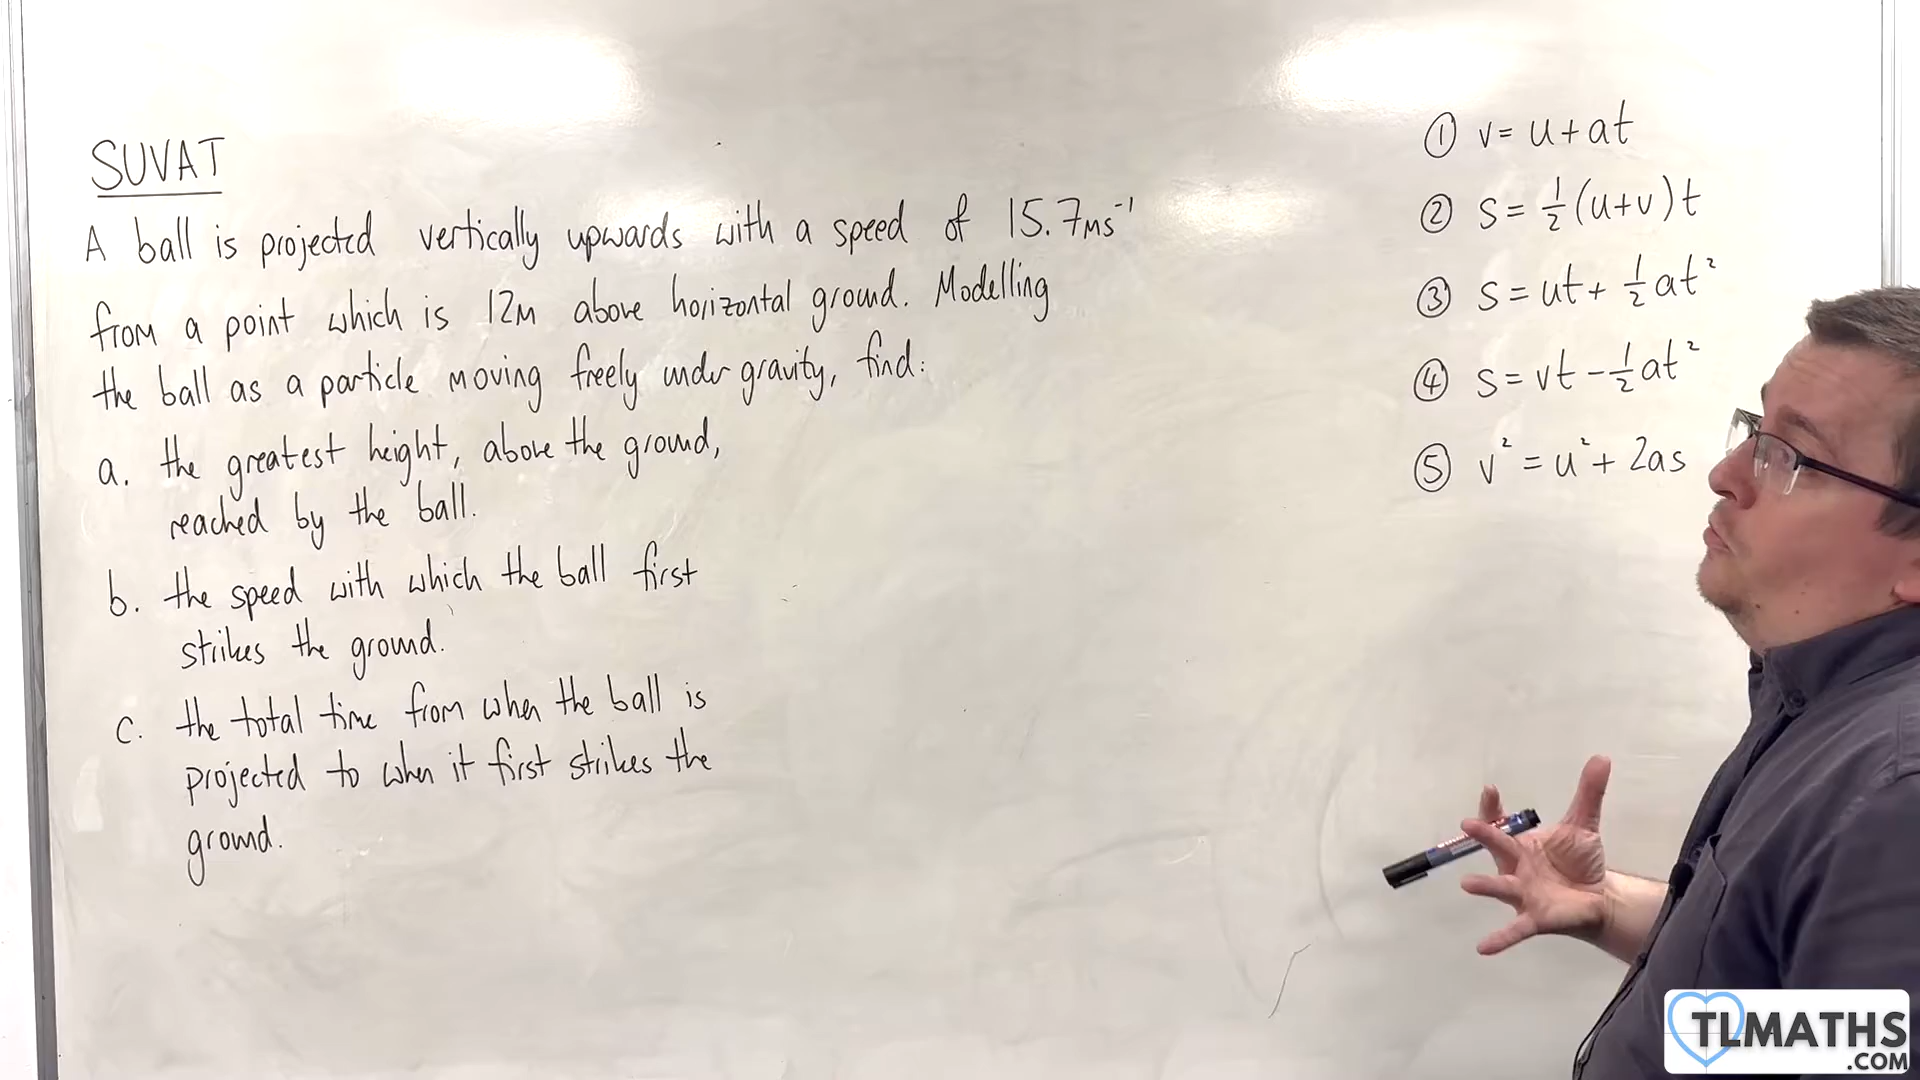 SUVAT
A ball is projected vertically upwards with a speed of 15.7ms⁻¹
from a point which is 12m above horizontal ground. Modelling
the ball as a particle moving freely under gravity, find:
a. the greatest height, above the ground,
reached by the ball.
b. the speed with which the ball first
strikes the ground.
c. the total time from when the ball is
projected to when it first strikes the
ground.
① v = u + at
② s = ½(u+v)t
③ s = ut + ½at²
④ s = vt - ½at²
⑤ v² = u² + 2as
TLMATHS
.COM